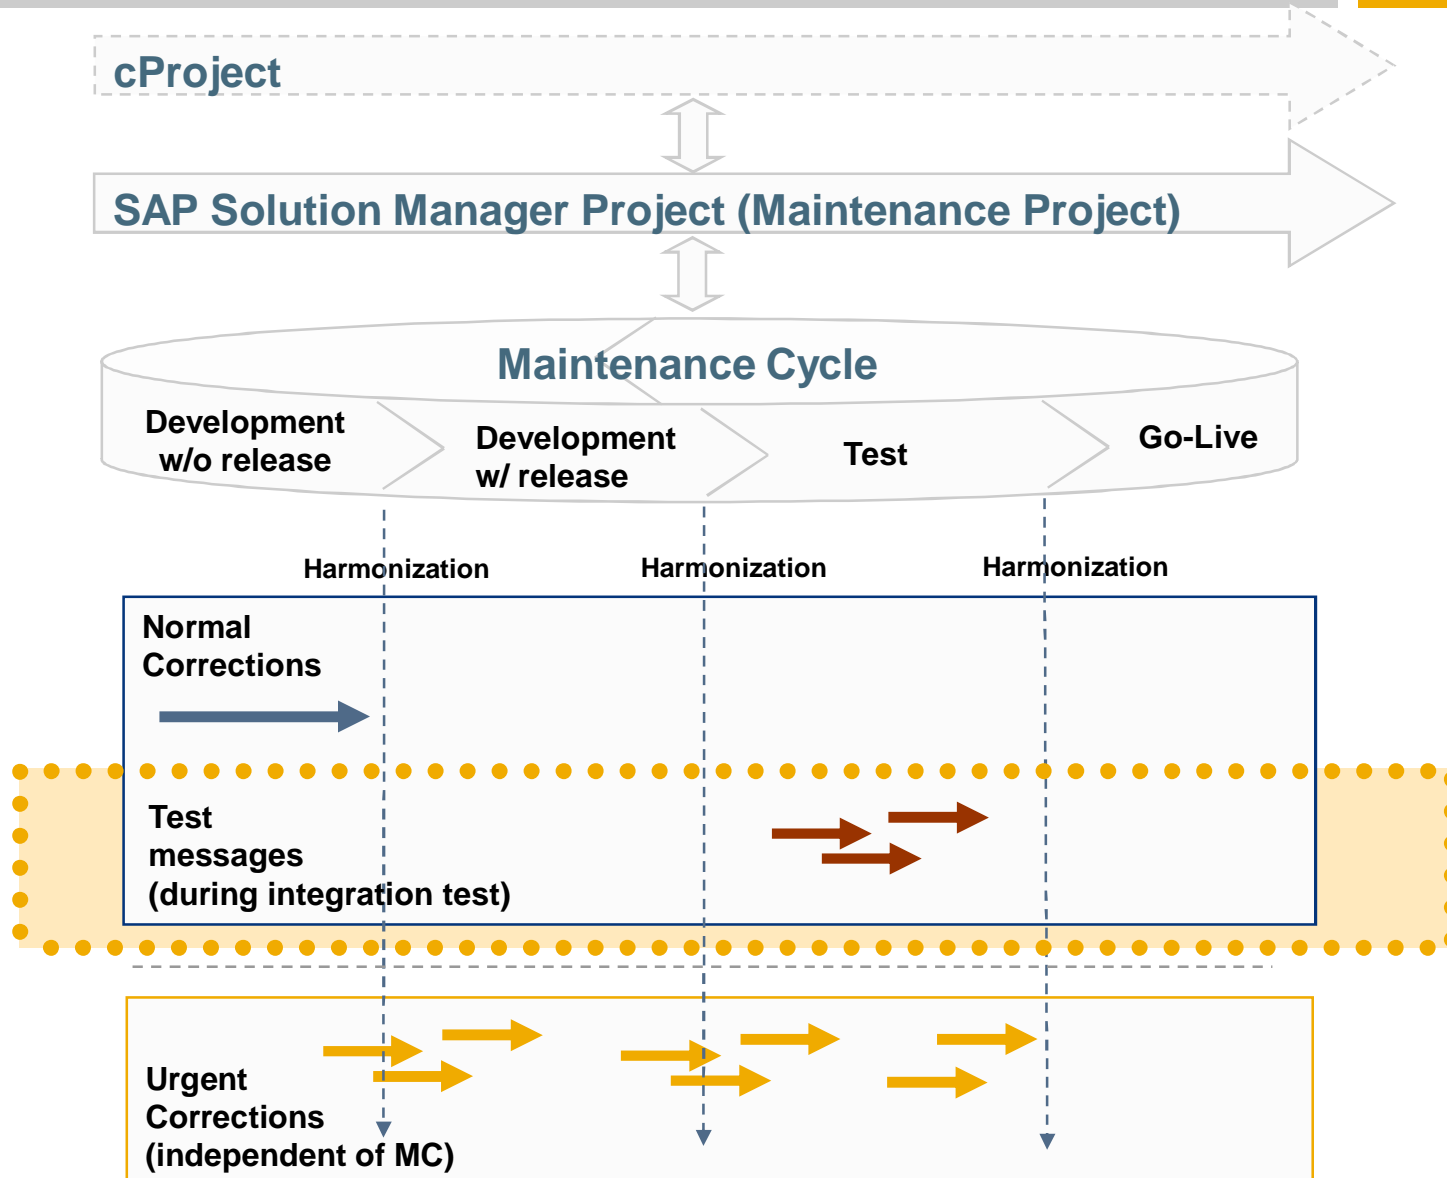 cProject
SAP Solution Manager Project (Maintenance Project)
Maintenance Cycle
Development
w/o release
Development
w/ release
Test
Go-Live
Harmonization
Harmonization
Harmonization
Normal
Corrections
Test
messages
(during integration test)
Urgent
Corrections
(independent of MC)